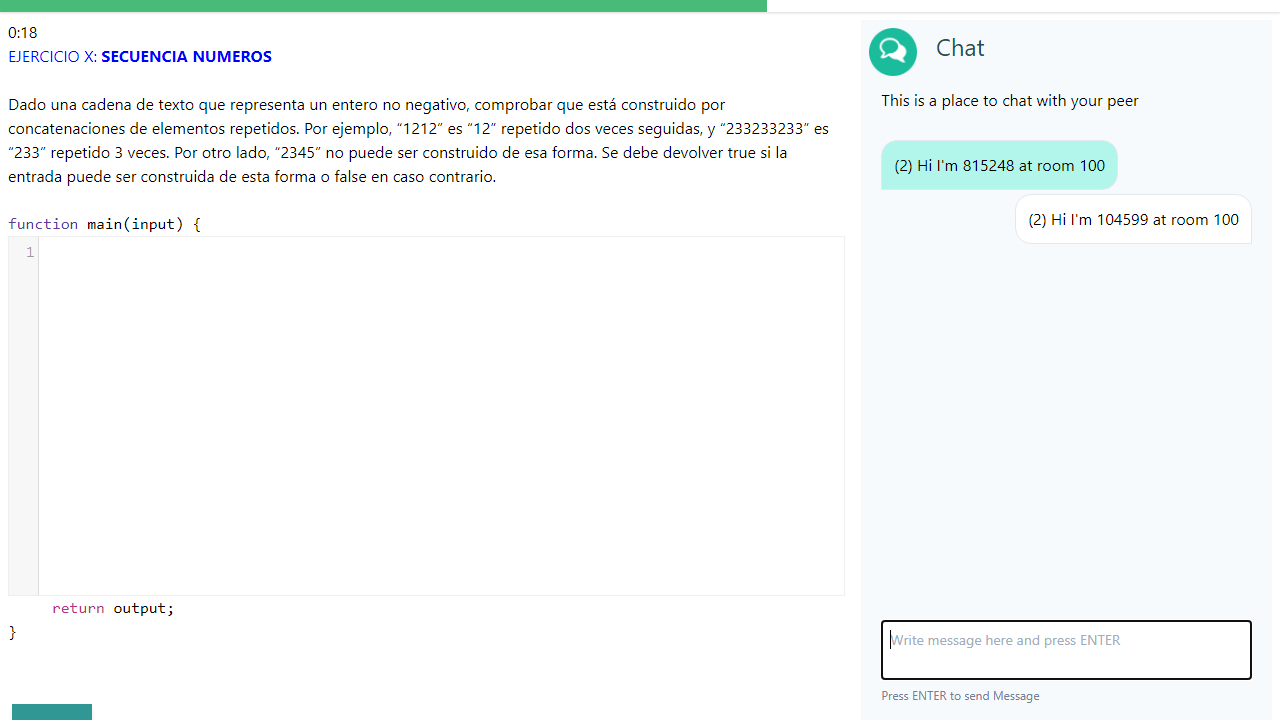 0:18
EJERCICIO X: SECUENCIA NUMEROS
Dado una cadena de texto que representa un entero no negativo, comprobar que está construido por
concatenaciones de elementos repetidos. Por ejemplo, “1212” es “12” repetido dos veces seguidas, y “233233233” es
“233” repetido 3 veces. Por otro lado, “2345” no puede ser construido de esa forma. Se debe devolver true si la
entrada puede ser construida de esta forma o false en caso contrario.
function main(input) {
1
return output;
}
Chat
This is a place to chat with your peer
(2) Hi I'm 815248 at room 100
(2) Hi I'm 104599 at room 100
Write message here and press ENTER
Press ENTER to send Message